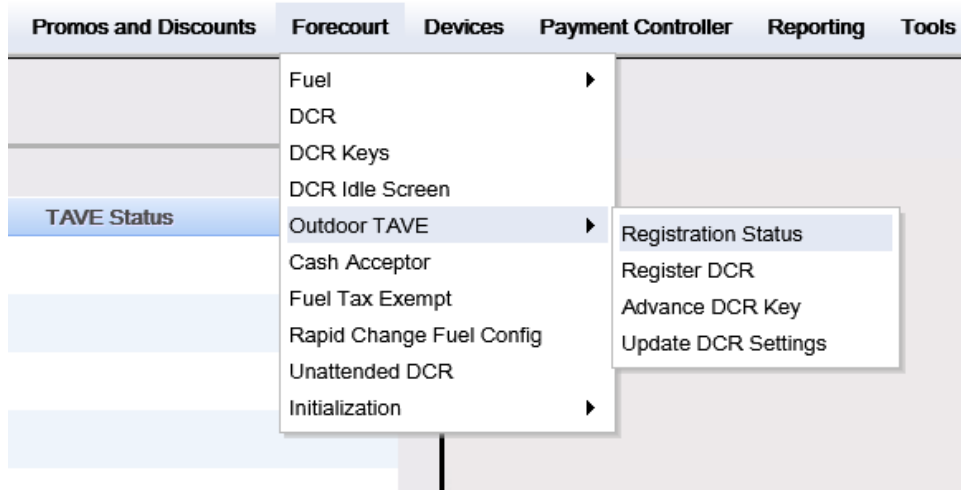 Promos and Discounts Forecourt Devices Payment Controller Reporting Tools
Fuel
DCR
DCR Keys
DCR Idle Screen
TAVE Status
Outdoor TAVE
Cash Acceptor
Fuel Tax Exempt
Rapid Change Fuel Config
Unattended DCR
Initialization
Registration Status
Register DCR
Advance DCR Key
Update DCR Settings